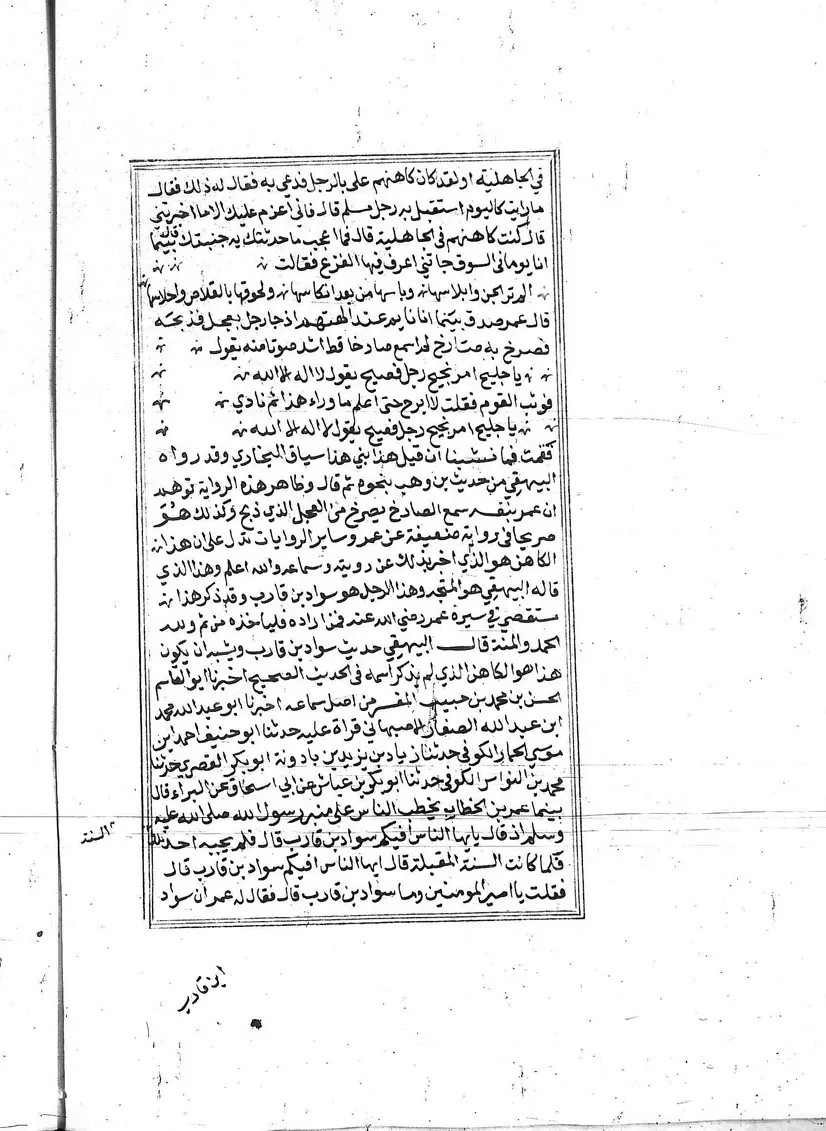 في الجاهلية او لقد كان كاهنهم علي بالرجل فدعي به فقال له ذلك فقال
ما رايت كاليوم استقبل به رجل مسلم قال فاني اعزم عليك الا ما اخبرتني
قال كنت كاهنهم في الجاهلية قال فما اعجب ما حدثتك به جنيتك قال بينما
انا يوما في السوق جاتني اعرف فيها الفزع فقالت
الم تر الجن وابلاسها وياسها من بعد انكاسها ولحوقها بالقلاص واحلاسها
قال عمر صدق بينما انا نايم عند الهتهم اذ جا رجل بعجل فذبحه
فصرخ به صارخ لم اسمع صارخا قط اشد صوتا منه يقول
يا جليح امر نجيح رجل فصيح يقول لا اله الا الله
فوثب القوم فقلت لا ابرح حتى اعلم ما وراء هذا ثم نادي
يا جليح امر نجيح رجل فصيح يقول لا اله الا الله
فقمت فما نشبنا ان قيل هذا نبي هذا سياق البخاري وقد رواه
البيهقي من حديث بن وهب بنحوه ثم قال وظاهر هذه الرواية توهم
ان عمر بنفسه سمع الصارخ يصرخ من العجل الذي ذبح وكذلك هو
صريحا في رواية ضعيفة عن عمر وساير الروايات تدل على ان هذا
الكاهن هو الذي اخبر بذلك عن رويته وسماعه والله اعلم وهذا الذي
قاله البيهقي هو المتجه وهذا الرجل هو سواد بن قارب وقد ذكر هذا
مستقصي في سيرة عمر رضي الله عنه فمن اراده فلياخذه من ثم ولله
الحمد والمنة قال البيهقي حديث سواد بن قارب ويشبه ان يكون
هذا هو الكاهن الذي لم يذكر اسمه في الحديث الصحيح اخبرنا ابو القاسم
الحسن بن محمد بن حبيب المفسر من اصل سماعه اخبرنا ابو عبد الله محمد
ابن عبد الله الصفار الاصبهاني قراة عليه حدثنا ابو حنيف احمد ابن
موسي الحمار الكوفي حدثنا زياد بن يزيد بن بادونة ابو بكر القصري حدثنا
محمد بن النواس الكوفي حدثنا ابو بكر بن عياش عن ابي اسحاق عن البراء قال
بينما عمر بن الخطاب يخطب الناس على منبر رسول الله صلى الله عليه
وسلم اذ قال يا ايها الناس افيكم سواد بن قارب قال فلم يجبه احد تلك
السنة
فلما كانت السنة المقبلة قال ايها الناس افيكم سواد بن قارب قال
فقلت يا امير المومنين وما سواد بن قارب قال فقال له عمر ان سواد
ابن قارب